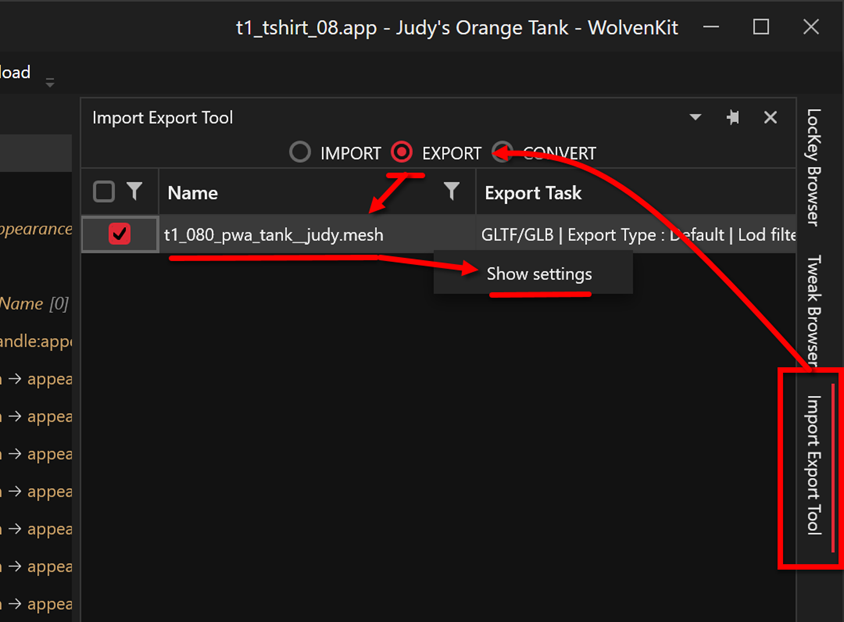 t1_tshirt_08.app - Judy's Orange Tank - WolvenKit
load
Import Export Tool
IMPORT EXPORT CONVERT
Name Export Task
t1_080_pwa_tank__judy.mesh GLTF/GLB | Export Type : Default | Lod filte
Show settings
ppearance
Name [0]
andle:appe
→ appea
→ appea
→ appea
→ appea
→ appea
→ appea
→ appea
LocKey Browser
Tweak Browser
Import Export Tool